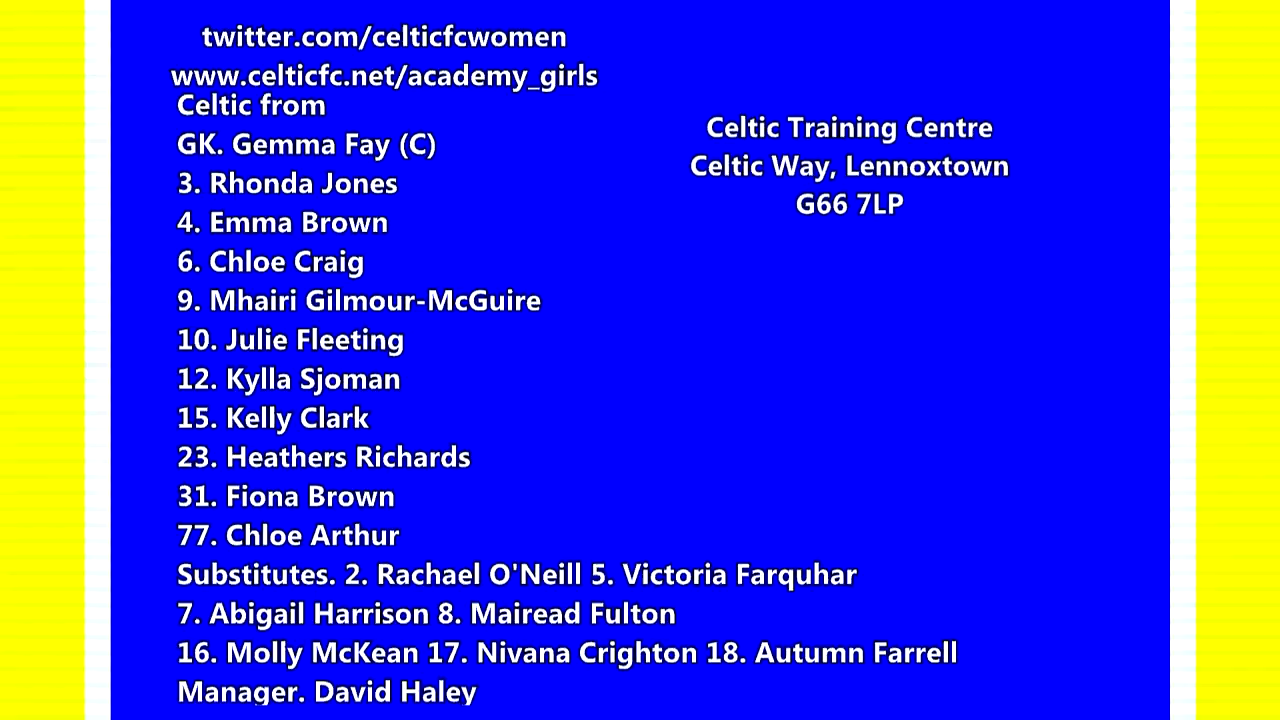 twitter.com/celticfcwomen
www.celticfc.net/academy_girls
Celtic from
GK. Gemma Fay (C)
3. Rhonda Jones
4. Emma Brown
6. Chloe Craig
9. Mhairi Gilmour-McGuire
10. Julie Fleeting
12. Kylla Sjoman
15. Kelly Clark
23. Heathers Richards
31. Fiona Brown
77. Chloe Arthur
Substitutes. 2. Rachael O'Neill 5. Victoria Farquhar
7. Abigail Harrison 8. Mairead Fulton
16. Molly McKean 17. Nivana Crighton 18. Autumn Farrell
Manager. David Haley
Celtic Training Centre
Celtic Way, Lennoxtown
G66 7LP